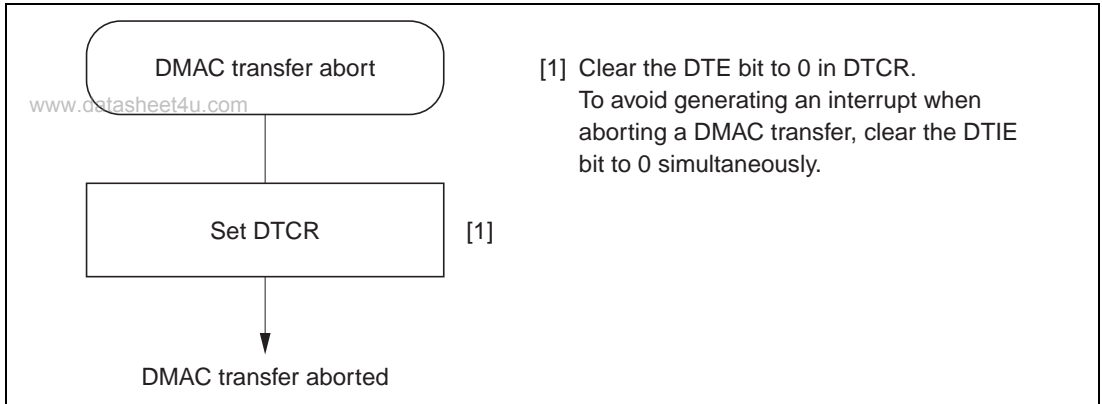 DMAC transfer abort
www.datasheet4u.com
Set DTCR
[1]
DMAC transfer aborted
[1] Clear the DTE bit to 0 in DTCR.
To avoid generating an interrupt when
aborting a DMAC transfer, clear the DTIE
bit to 0 simultaneously.